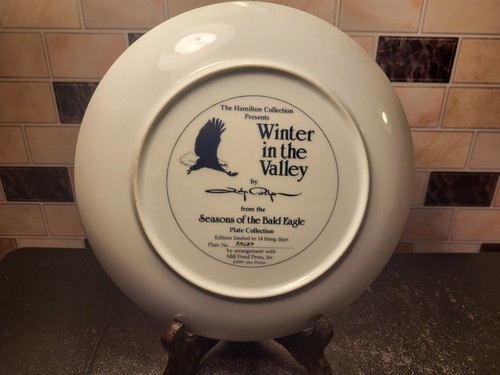 The Hamilton Collection
Presents
Winter
in the
Valley
by
from the
Seasons of the Bald Eagle
Plate Collection
Edition limited to 14 firing days
Plate No.
by arrangement with
Mill Pond Press, Inc.